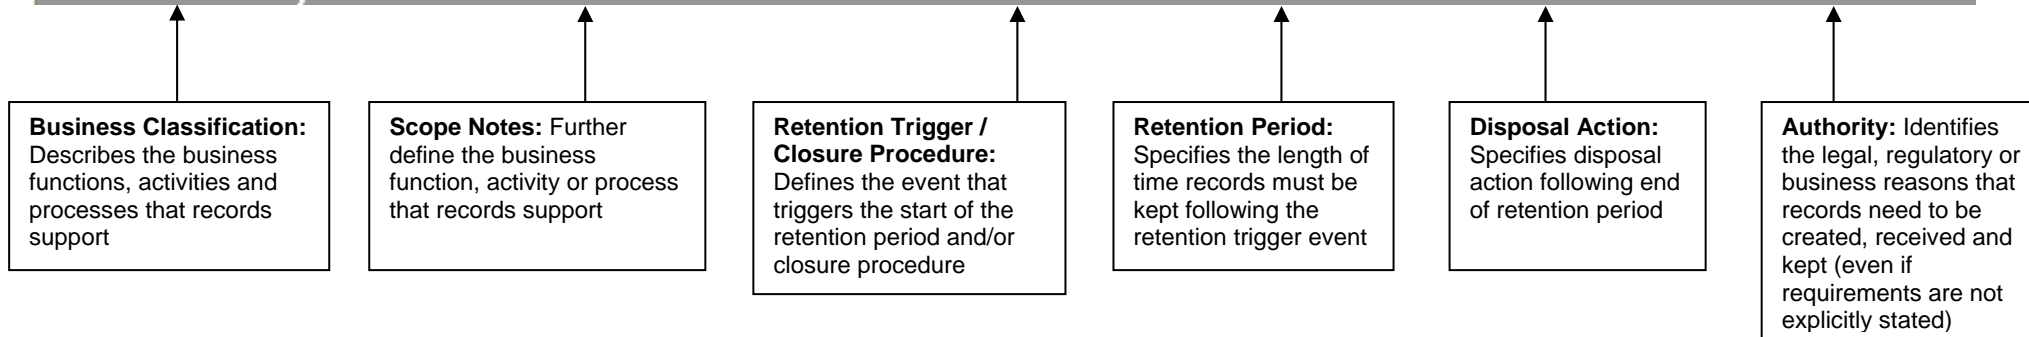 Business Classification:
Describes the business
functions, activities and
processes that records
support
Scope Notes: Further
define the business
function, activity or process
that records support
Retention Trigger /
Closure Procedure:
Defines the event that
triggers the start of the
retention period and/or
closure procedure
Retention Period:
Specifies the length of
time records must be
kept following the
retention trigger event
Disposal Action:
Specifies disposal
action following end
of retention period
Authority: Identifies
the legal, regulatory or
business reasons that
records need to be
created, received and
kept (even if
requirements are not
explicitly stated)